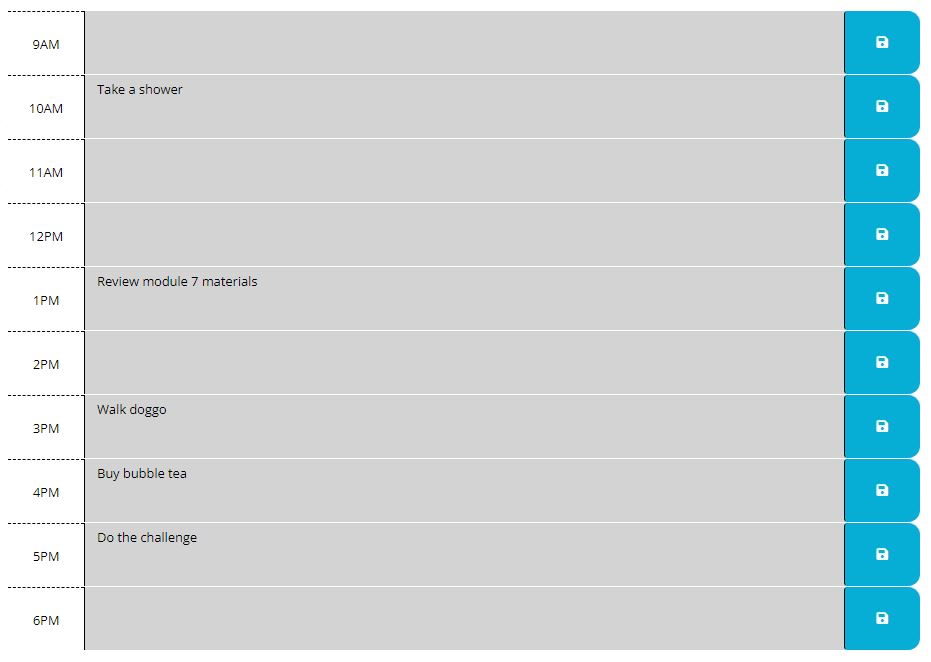 9AM
10AM Take a shower
11AM
12PM
1PM Review module 7 materials
2PM
3PM Walk doggo
4PM Buy bubble tea
5PM Do the challenge
6PM